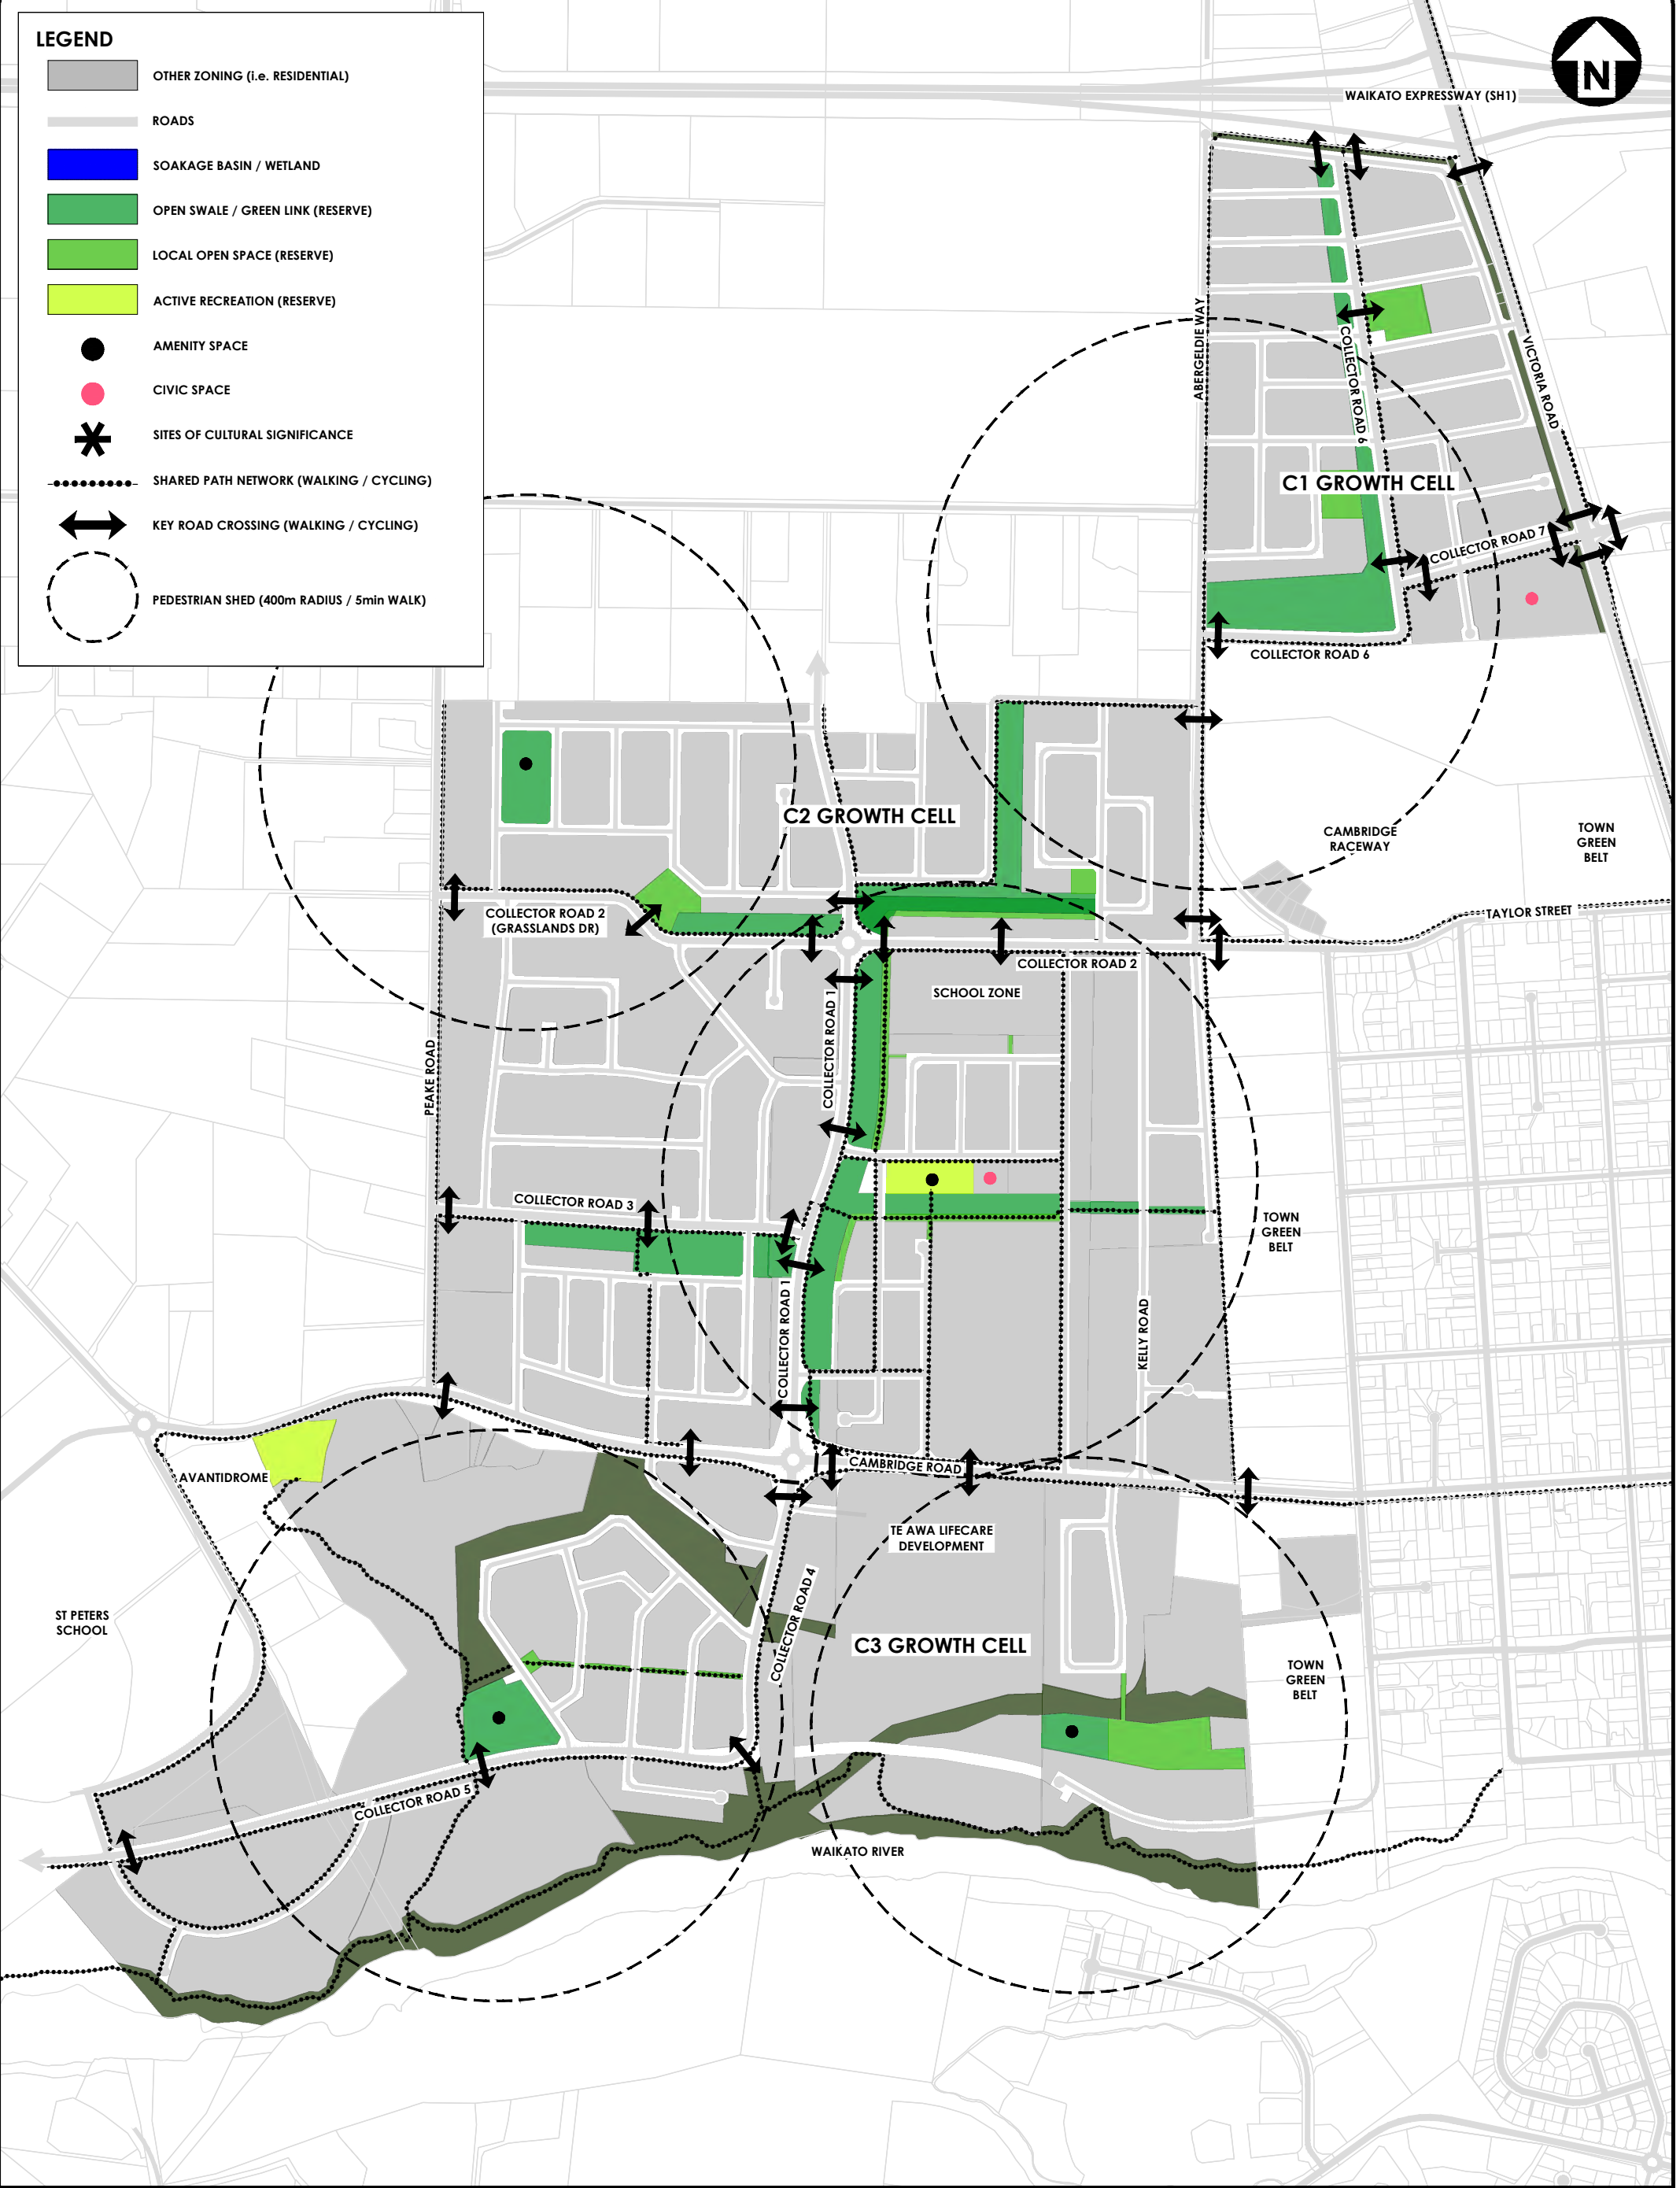 LEGEND
OTHER ZONING (i.e. RESIDENTIAL)
ROADS
SOAKAGE BASIN / WETLAND
OPEN SWALE / GREEN LINK (RESERVE)
LOCAL OPEN SPACE (RESERVE)
ACTIVE RECREATION (RESERVE)
AMENITY SPACE
CIVIC SPACE
SITES OF CULTURAL SIGNIFICANCE
SHARED PATH NETWORK (WALKING / CYCLING)
KEY ROAD CROSSING (WALKING / CYCLING)
PEDESTRIAN SHED (400m RADIUS / 5min WALK)
N
WAIKATO EXPRESSWAY (SH1)
ABERGELDIE WAY
COLLECTOR ROAD 6
VICTORIA ROAD
C1 GROWTH CELL
COLLECTOR ROAD 7
COLLECTOR ROAD 6
C2 GROWTH CELL
CAMBRIDGE
RACEWAY
TOWN
GREEN
BELT
TAYLOR STREET
COLLECTOR ROAD 2
(GRASSLANDS DR)
COLLECTOR ROAD 2
SCHOOL ZONE
COLLECTOR ROAD 1
PEAKE ROAD
COLLECTOR ROAD 3
TOWN
GREEN
BELT
COLLECTOR ROAD 1
KELLY ROAD
CAMBRIDGE ROAD
AVANTIDROME
TE AWA LIFECARE
DEVELOPMENT
ST PETERS
SCHOOL
COLLECTOR ROAD 4
C3 GROWTH CELL
TOWN
GREEN
BELT
COLLECTOR ROAD 5
WAIKATO RIVER